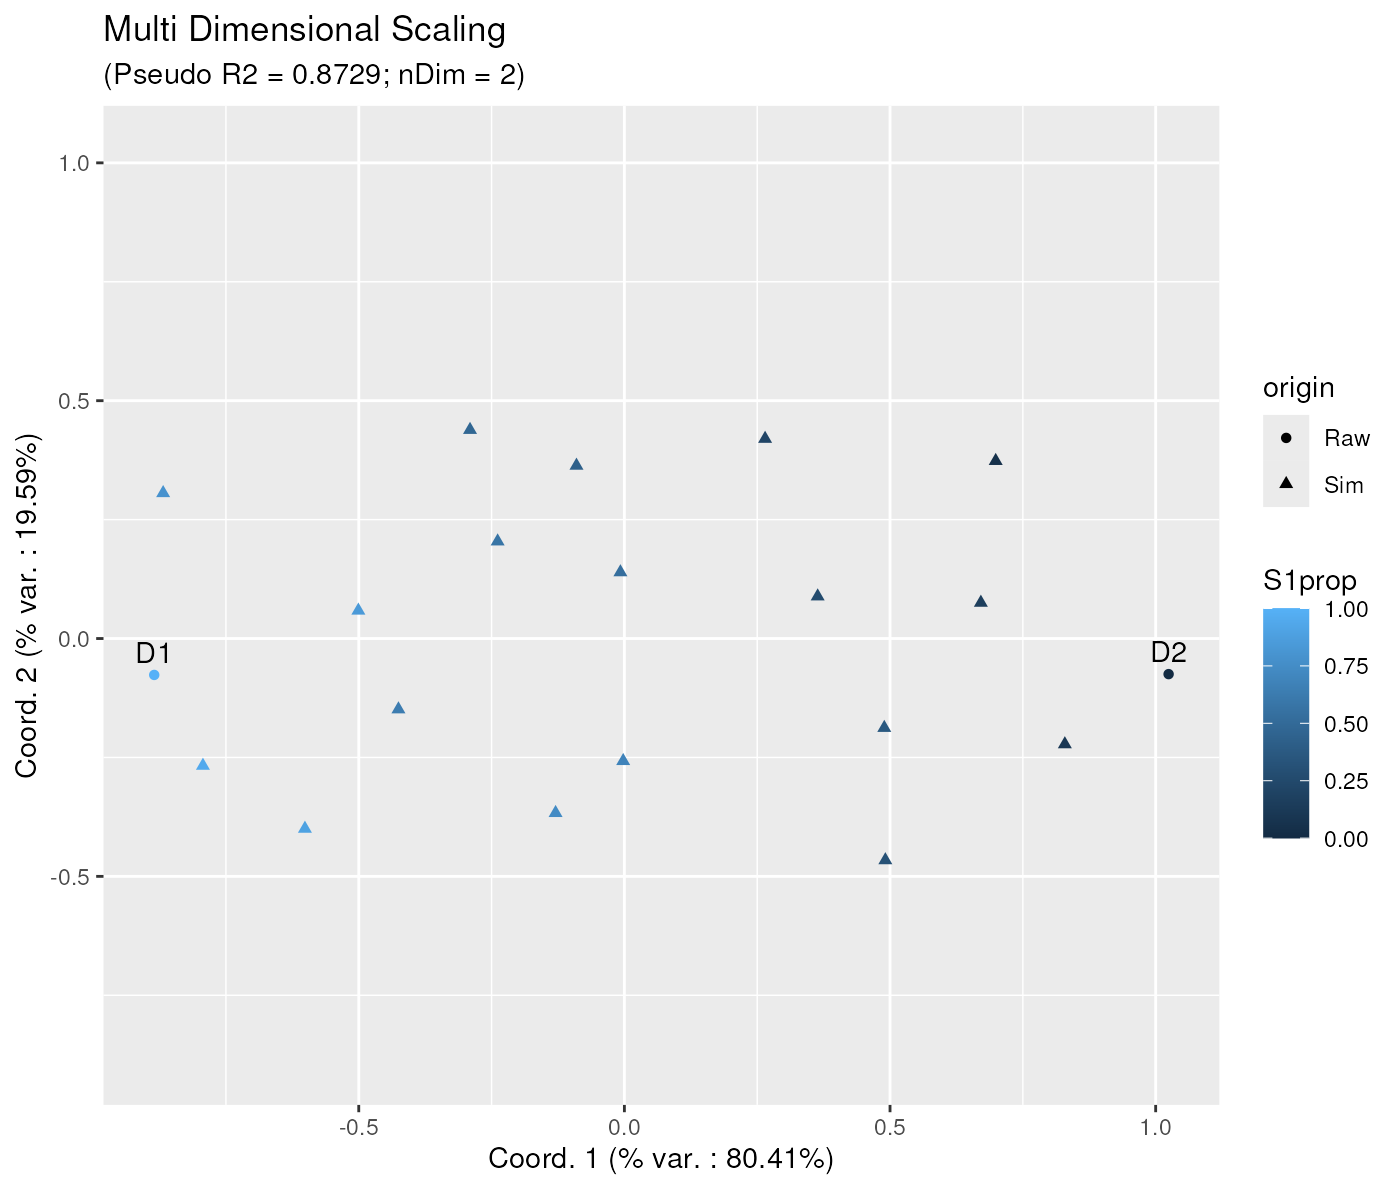 Multi Dimensional Scaling
(Pseudo R2 = 0.8729; nDim = 2)
Coord. 2 (% var. : 19.59%)
1.0
0.5
0.0
-0.5
D1
D2
-0.5
0.0
0.5
1.0
Coord. 1 (% var. : 80.41%)
origin
Raw
Sim
S1prop
1.00
0.75
0.50
0.25
0.00